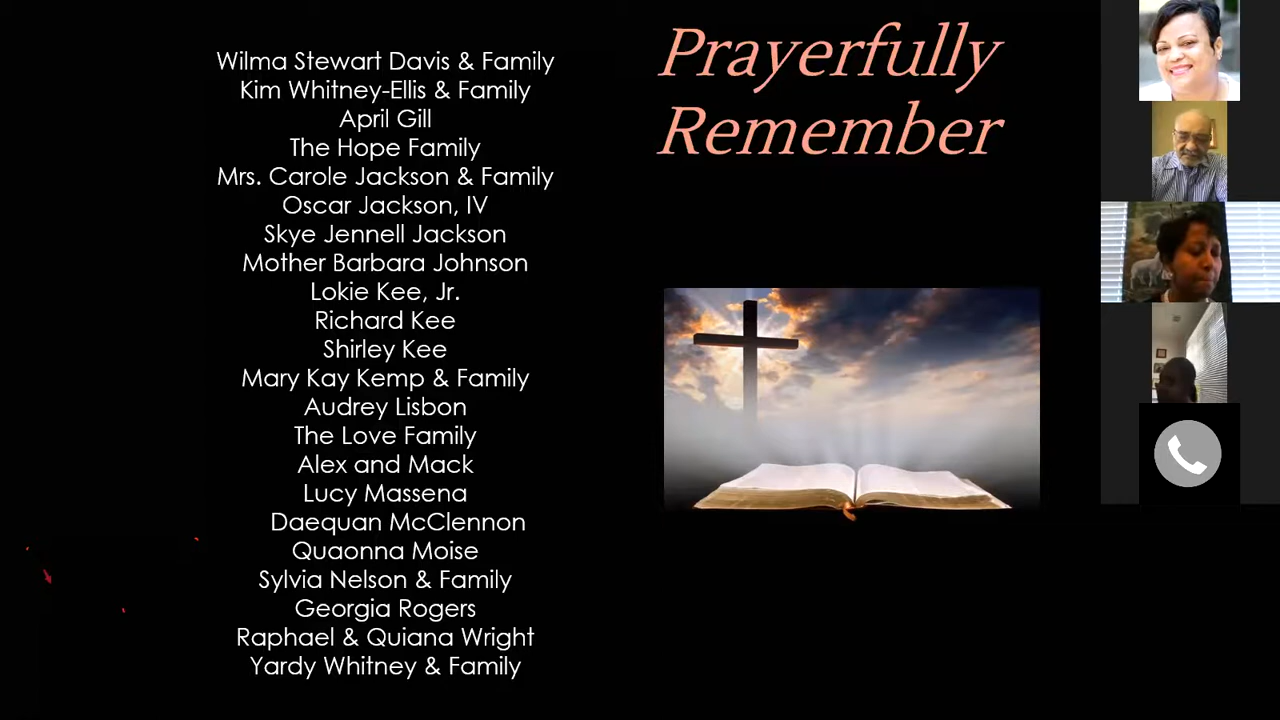 Wilma Stewart Davis & Family
Kim Whitney-Ellis & Family
April Gill
The Hope Family
Mrs. Carole Jackson & Family
Oscar Jackson, IV
Skye Jennell Jackson
Mother Barbara Johnson
Lokie Kee, Jr.
Richard Kee
Shirley Kee
Mary Kay Kemp & Family
Audrey Lisbon
The Love Family
Alex and Mack
Lucy Massena
Daequan McClennon
Quaonna Moise
Sylvia Nelson & Family
Georgia Rogers
Raphael & Quiana Wright
Yardy Whitney & Family
Prayerfully
Remember